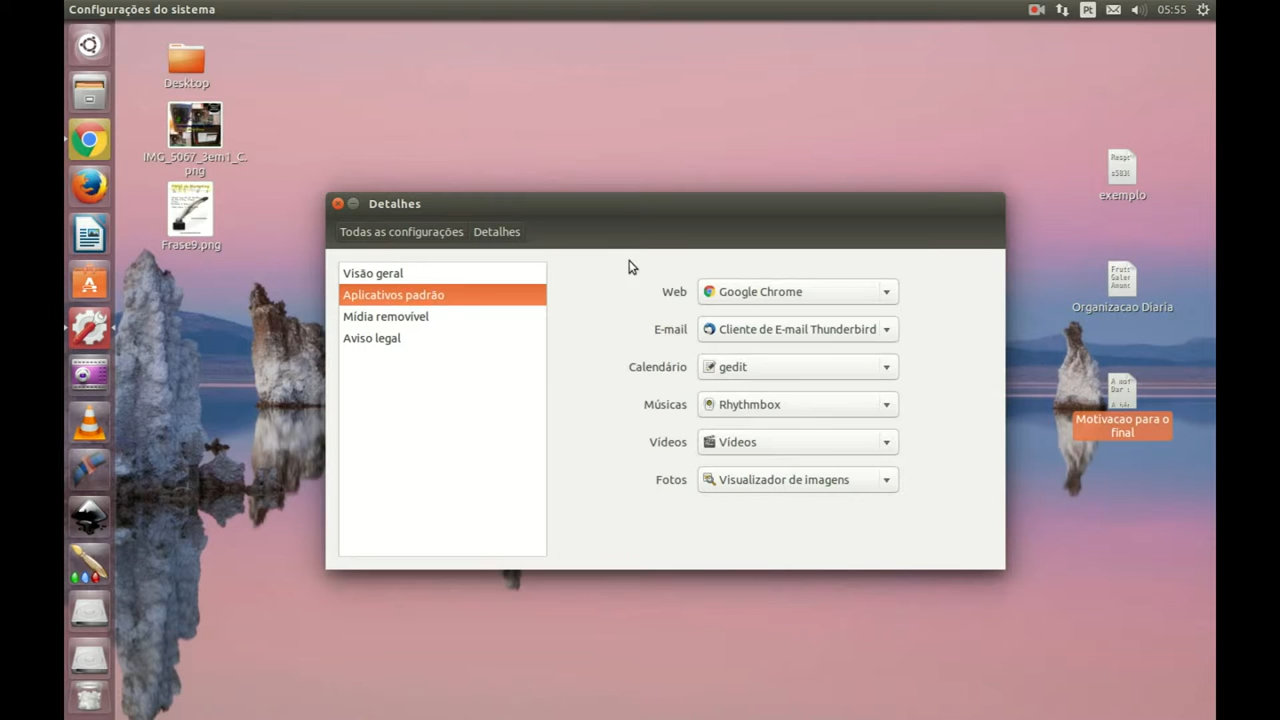 Configurações do sistema
Pt
05:55
Desktop
IMG_5067_3em1_C.
png
Frase9.png
exemplo
Organizacao Diaria
Motivacao para o
final
Detalhes
Todas as configurações
Detalhes
Visão geral
Aplicativos padrão
Mídia removível
Aviso legal
Web
Google Chrome
E-mail
Cliente de E-mail Thunderbird
Calendário
gedit
Músicas
Rhythmbox
Vídeos
Vídeos
Fotos
Visualizador de imagens